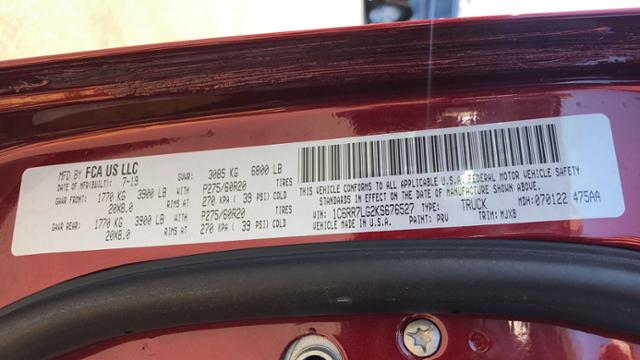 MFD BY FCA US LLC GVWR: 3085 KG 6800 LB
DATE OF MFR(BUILT): 7-19
GAWR FRONT: 1770 KG 3900 LB WITH P275/60R20 TIRES
20X8.0 RIMS AT 270 KPA ( 39 PSI) COLD
GAWR REAR: 1770 KG 3900 LB WITH P275/60R20 TIRES
20X8.0 RIMS AT 270 KPA ( 39 PSI) COLD
THIS VEHICLE CONFORMS TO ALL APPLICABLE U.S.A. FEDERAL MOTOR VEHICLE SAFETY
STANDARDS IN EFFECT ON THE DATE OF MANUFACTURE SHOWN ABOVE.
VIN: 1C6RR7LG2KS676527 TYPE: TRUCK MDH: 070122 475AA
VEHICLE MADE IN U.S.A. PAINT: PRV TRIM: MJX8